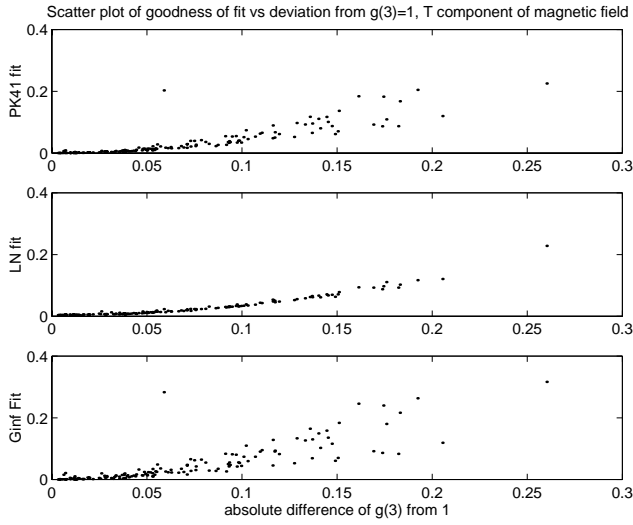 Scatter plot of goodness of fit vs deviation from g(3)=1, T component of magnetic field
0.4
0.2
0
PK41 fit
0 0.05 0.1 0.15 0.2 0.25 0.3
0.4
0.2
0
LN fit
0 0.05 0.1 0.15 0.2 0.25 0.3
0.4
0.2
0
Ginf Fit
0 0.05 0.1 0.15 0.2 0.25 0.3
absolute difference of g(3) from 1